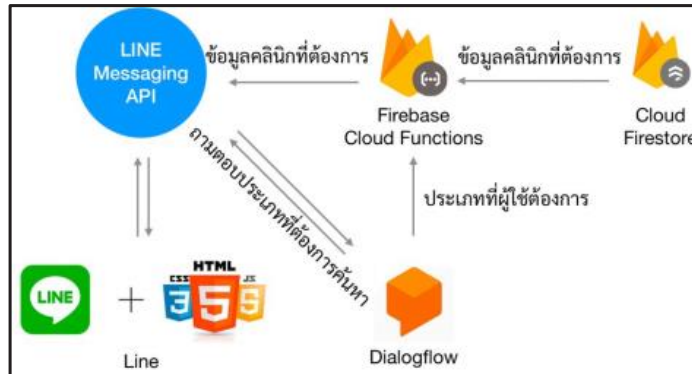 LINE
Messaging
API
ข้อมูลคลินิกที่ต้องการ
ข้อมูลคลินิกที่ต้องการ
Firebase
Cloud Functions
Cloud
Firestore
ถามตอบประเภทที่ต้องการค้นหา
ประเภทที่ผู้ใช้ต้องการ
LINE
+
CSS
3
HTML
5
JS
Line
Dialogflow